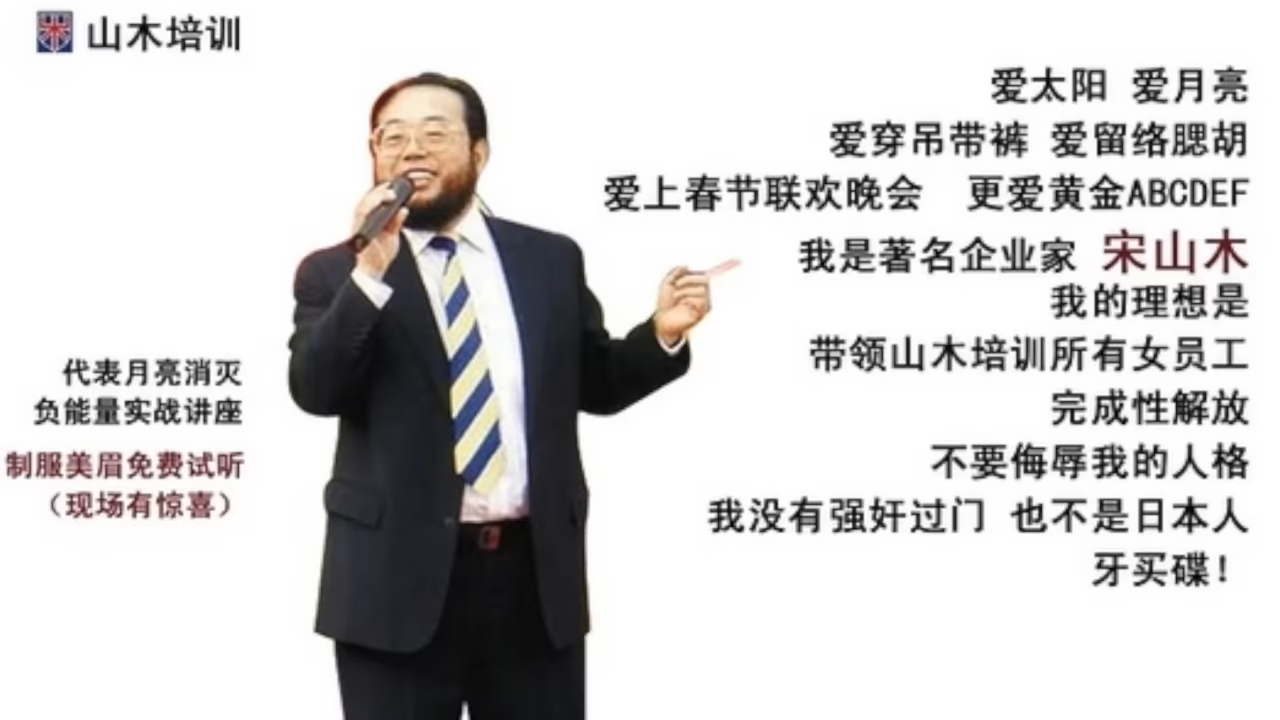 山木培训
爱太阳 爱月亮
爱穿吊带裤 爱留络腮胡
爱上春节联欢晚会 更爱黄金ABCDEF
我是著名企业家 宋山木
我的理想是
带领山木培训所有女员工
完成性解放
不要侮辱我的人格
我没有强奸过门 也不是日本人
牙买碟！
代表月亮消灭
负能量实战讲座
制服美眉免费试听
（现场有惊喜）